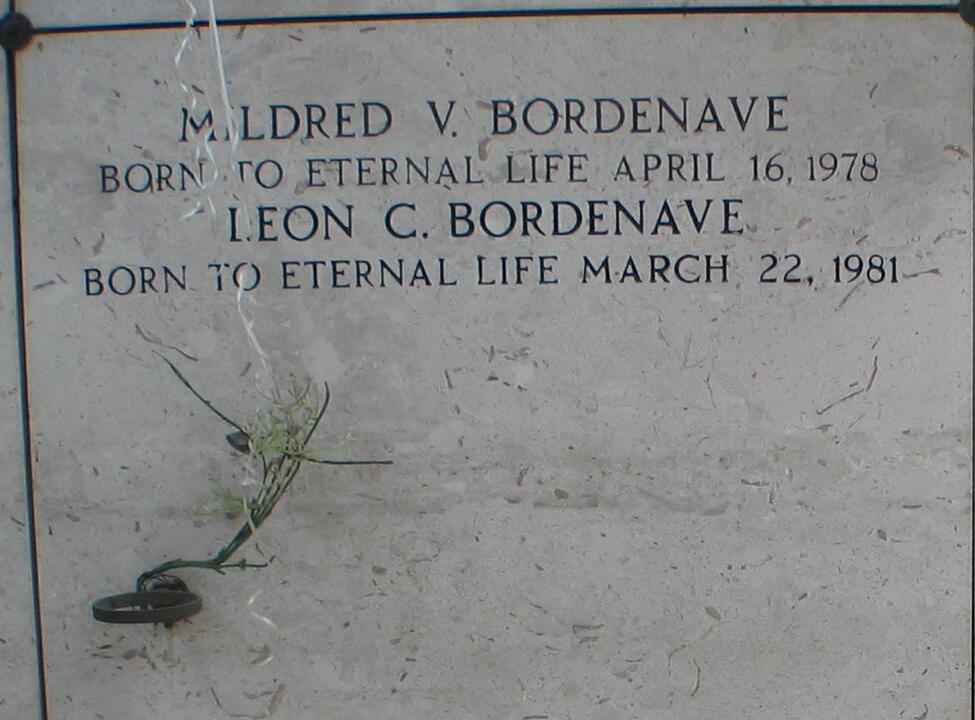 MILDRED V. BORDENAVE
BORN TO ETERNAL LIFE APRIL 16, 1978
LEON C. BORDENAVE
BORN TO ETERNAL LIFE MARCH 22, 1981